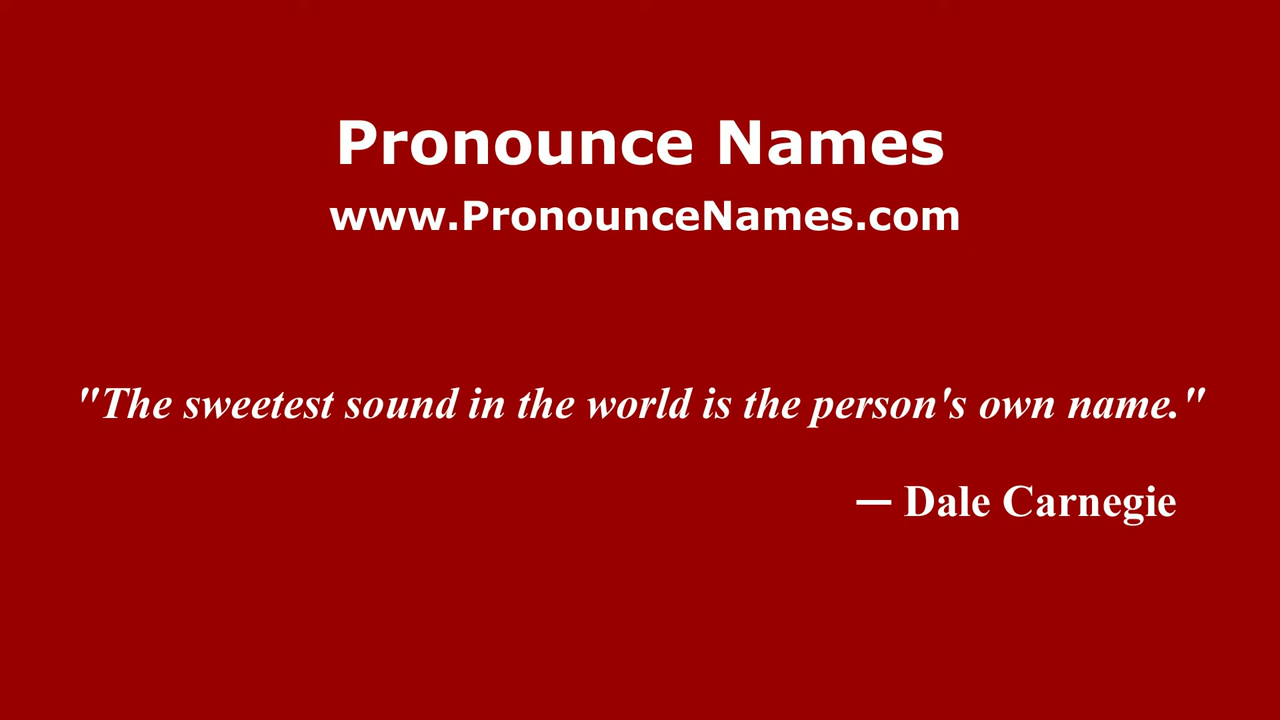 Pronounce Names
www.PronounceNames.com
"The sweetest sound in the world is the person's own name."
— Dale Carnegie